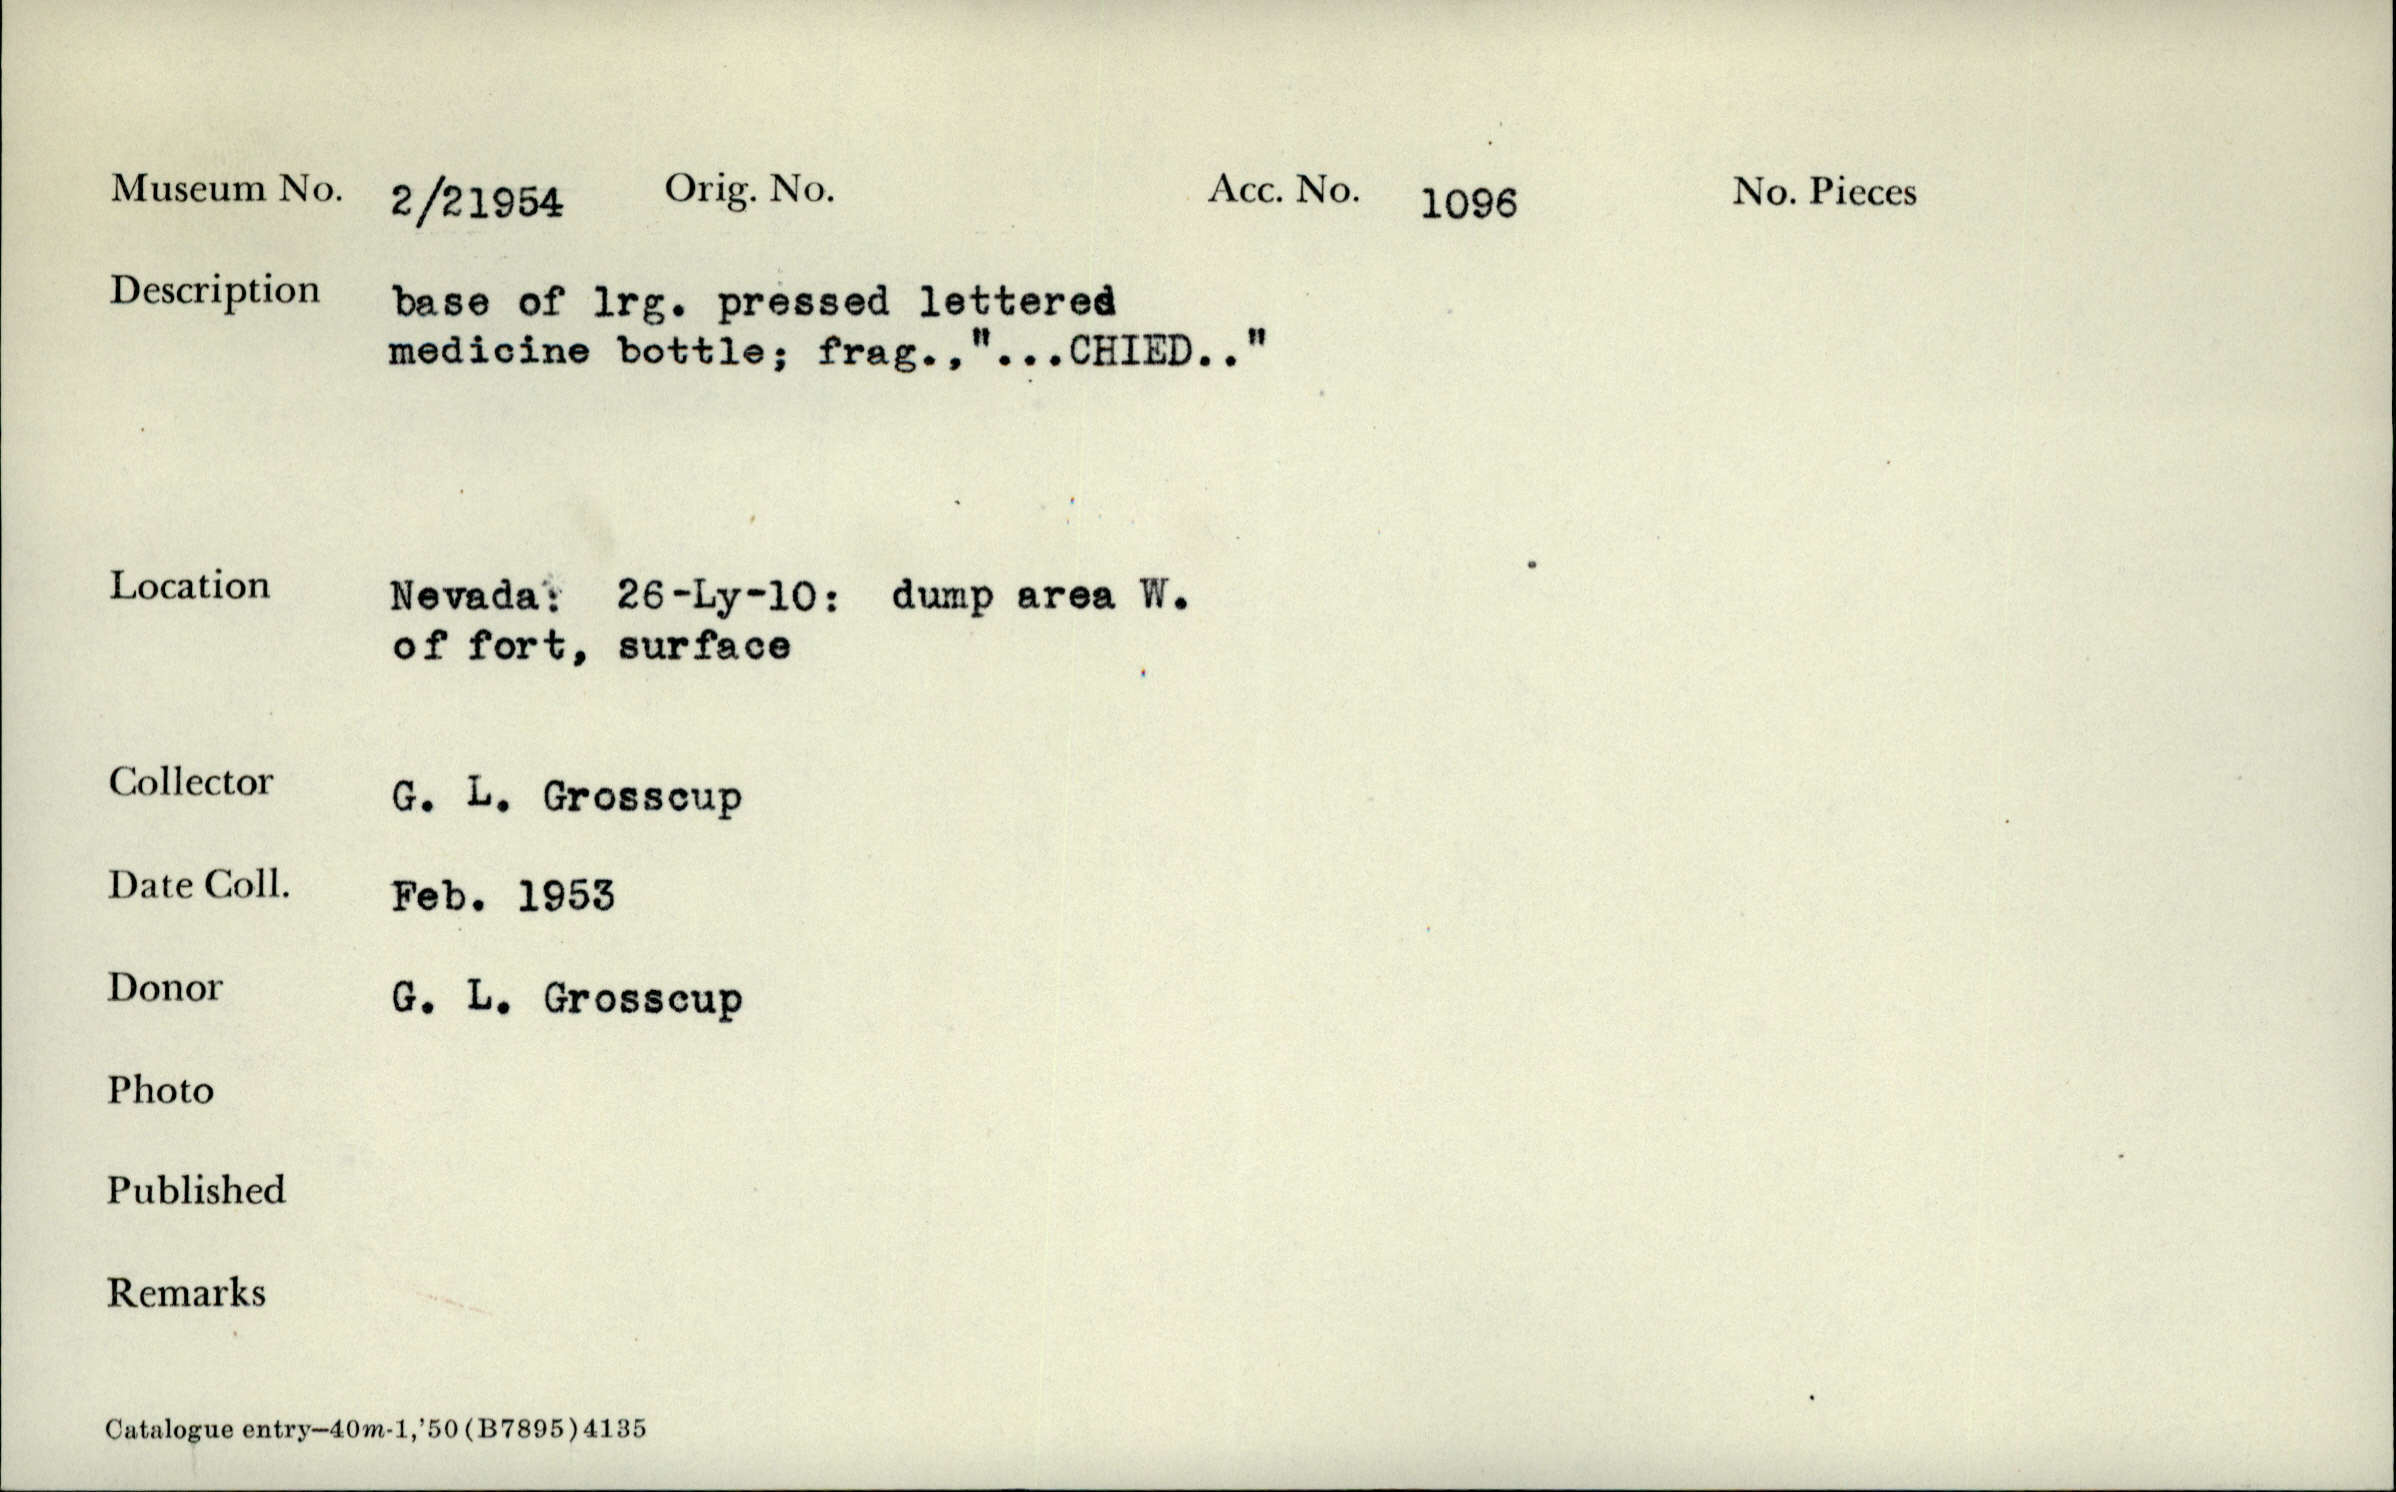 Museum No. 2/21954 Orig. No. Acc. No. 1096 No. Pieces
Description base of lrg. pressed lettered
medicine bottle; frag.,"...CHIED.."
Location Nevada: 26-Ly-10: dump area W.
of fort, surface
Collector G. L. Grosscup
Date Coll. Feb. 1953
Donor G. L. Grosscup
Photo
Published
Remarks
Catalogue entry—40m-1,'50(B7895)4135